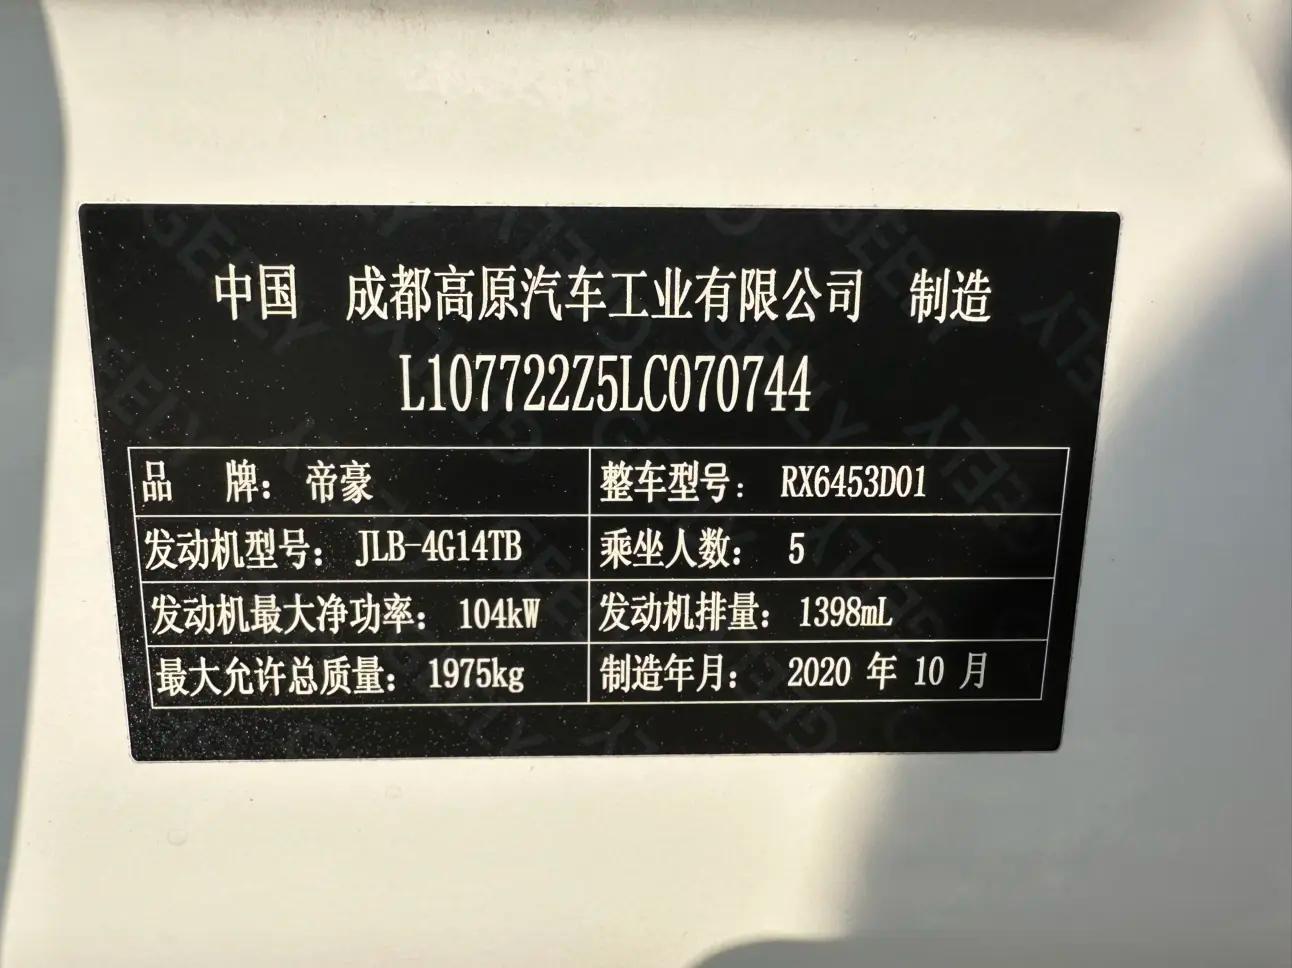 中国 成都高原汽车工业有限公司 制造
L107722Z5LC070744
品 牌：帝豪 整车型号：RX6453D01
发动机型号：JLB-4G14TB 乘坐人数：5
发动机最大净功率：104kW 发动机排量：1398mL
最大允许总质量：1975kg 制造年月：2020 年 10 月